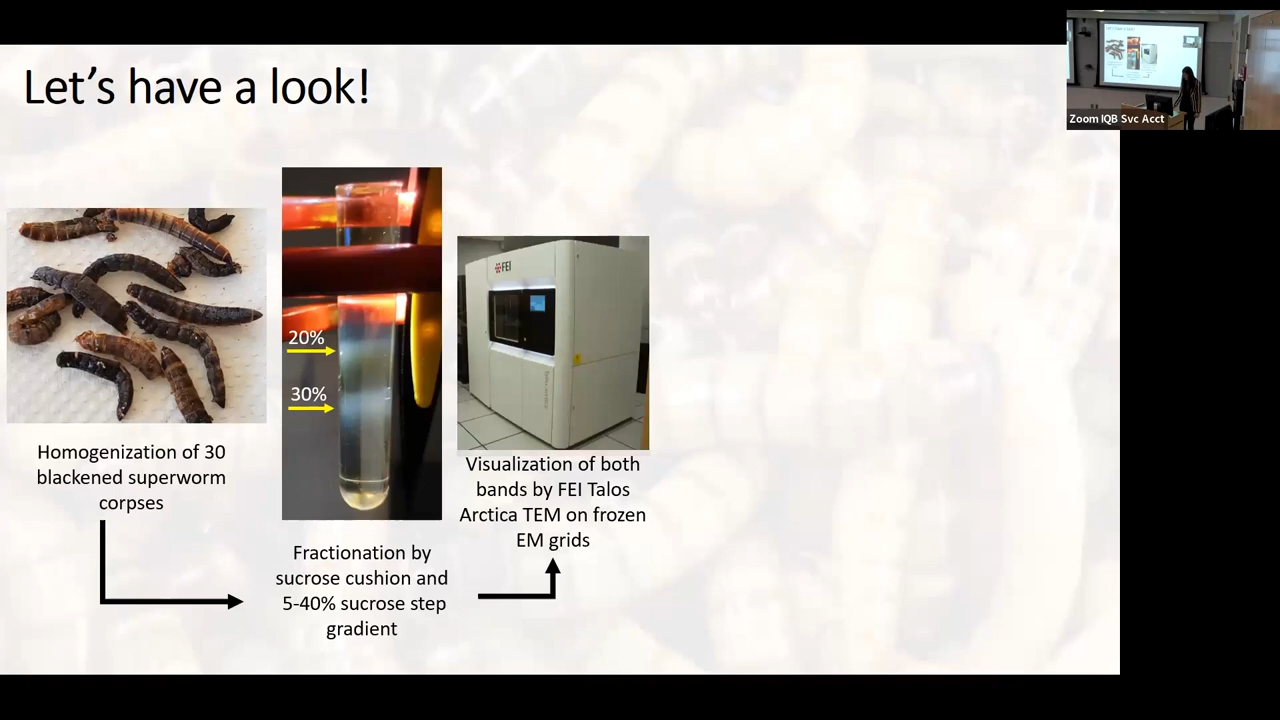 Let's have a look!
Zoom IQB Svc Acct
FEI
20%
30%
Homogenization of 30
blackened superworm
corpses
Fractionation by
sucrose cushion and
5-40% sucrose step
gradient
Visualization of both
bands by FEI Talos
Arctica TEM on frozen
EM grids